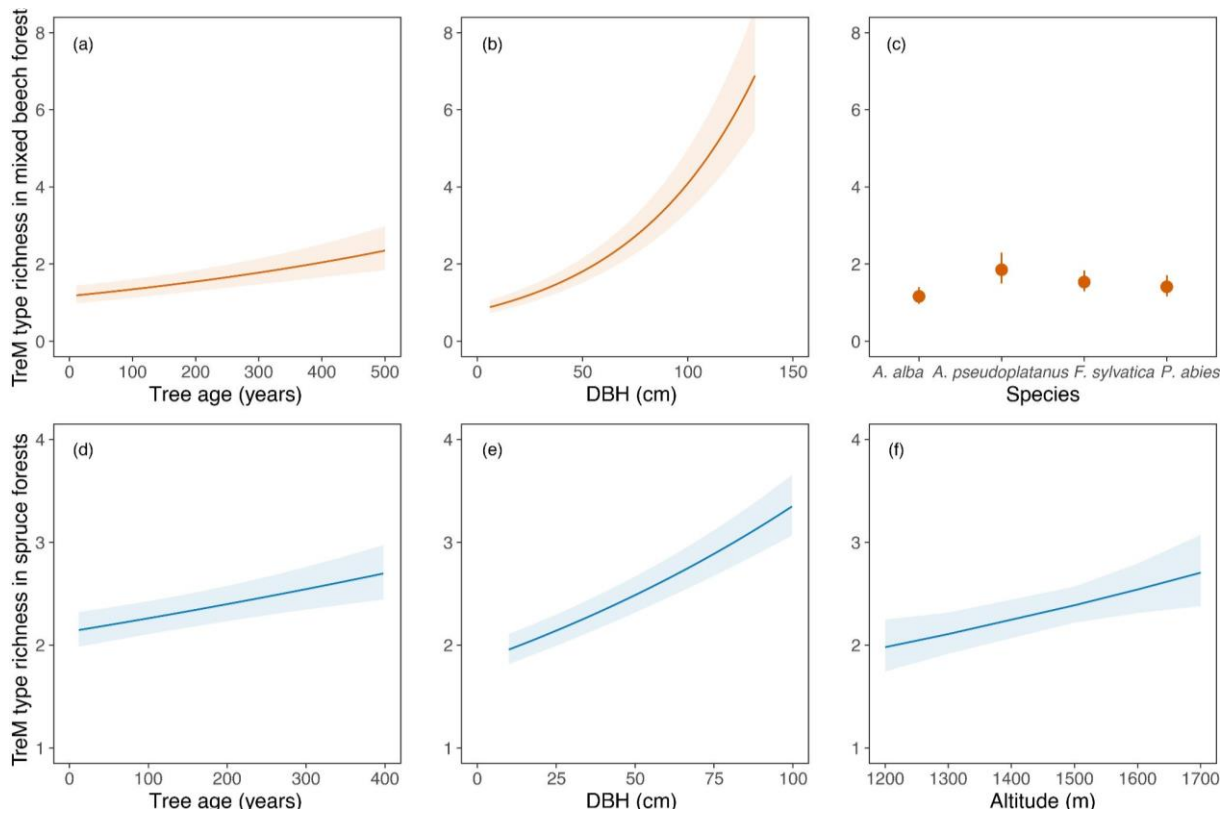 TreM type richness in mixed beech forest
(a)
8
6
4
2
0
0 100 200 300 400 500
Tree age (years)
(b)
8
6
4
2
0
0 50 100 150
DBH (cm)
(c)
8
6
4
2
0
A. alba A. pseudoplatanus F. sylvatica P. abies
Species
TreM type richness in spruce forests
(d)
4
3
2
1
0 100 200 300 400
Tree age (years)
(e)
4
3
2
1
0 25 50 75 100
DBH (cm)
(f)
4
3
2
1
1200 1300 1400 1500 1600 1700
Altitude (m)